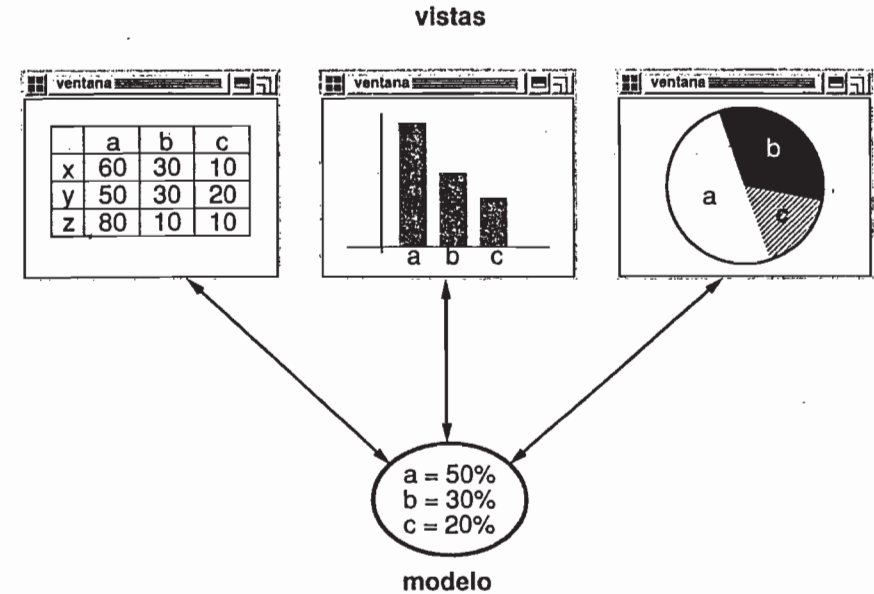 vistas
ventana
ventana
ventana
a b c
x 60 30 10
y 50 30 20
z 80 10 10
a b c
a
b
c
a = 50%
b = 30%
c = 20%
modelo